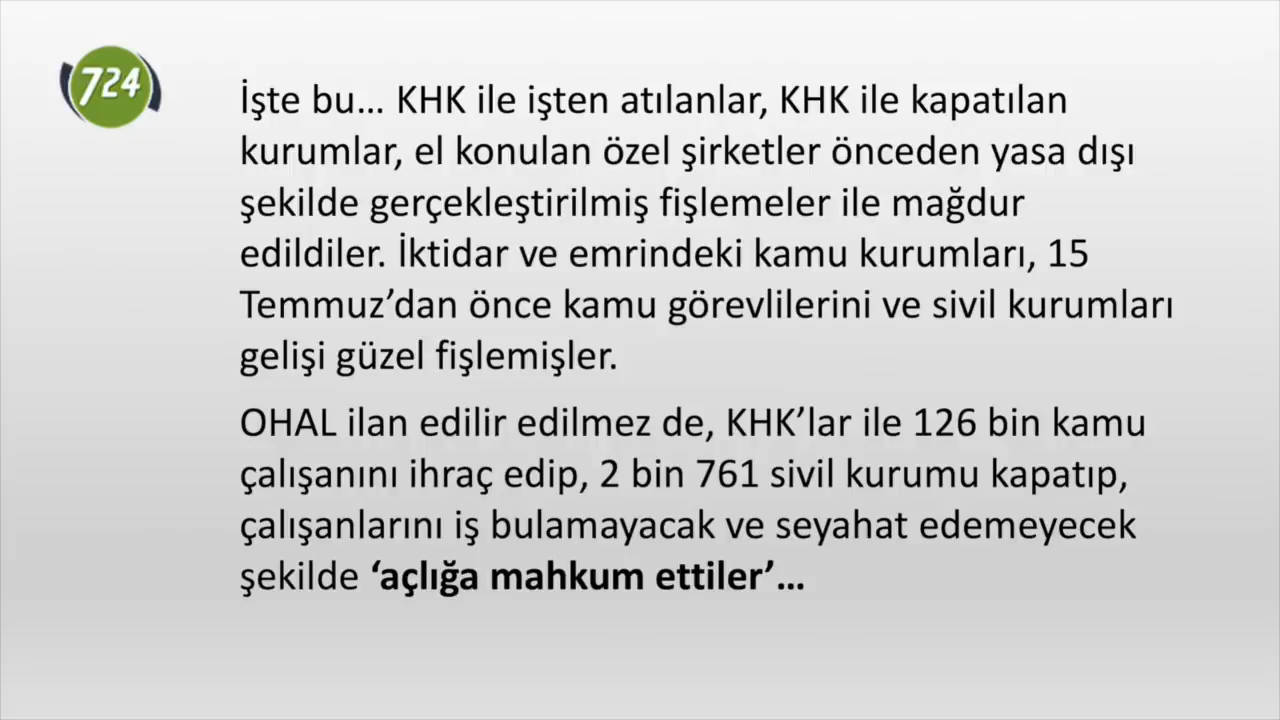 724
İşte bu... KHK ile işten atılanlar, KHK ile kapatılan
kurumlar, el konulan özel şirketler önceden yasa dışı
şekilde gerçekleştirilmiş fişlemeler ile mağdur
edildiler. İktidar ve emrindeki kamu kurumları, 15
Temmuz’dan önce kamu görevlilerini ve sivil kurumları
gelişi güzel fişlemişler.
OHAL ilan edilir edilmez de, KHK’lar ile 126 bin kamu
çalışanını ihraç edip, 2 bin 761 sivil kurumu kapatıp,
çalışanlarını iş bulamayacak ve seyahat edemeyecek
şekilde ‘açlığa mahkum ettiler’...